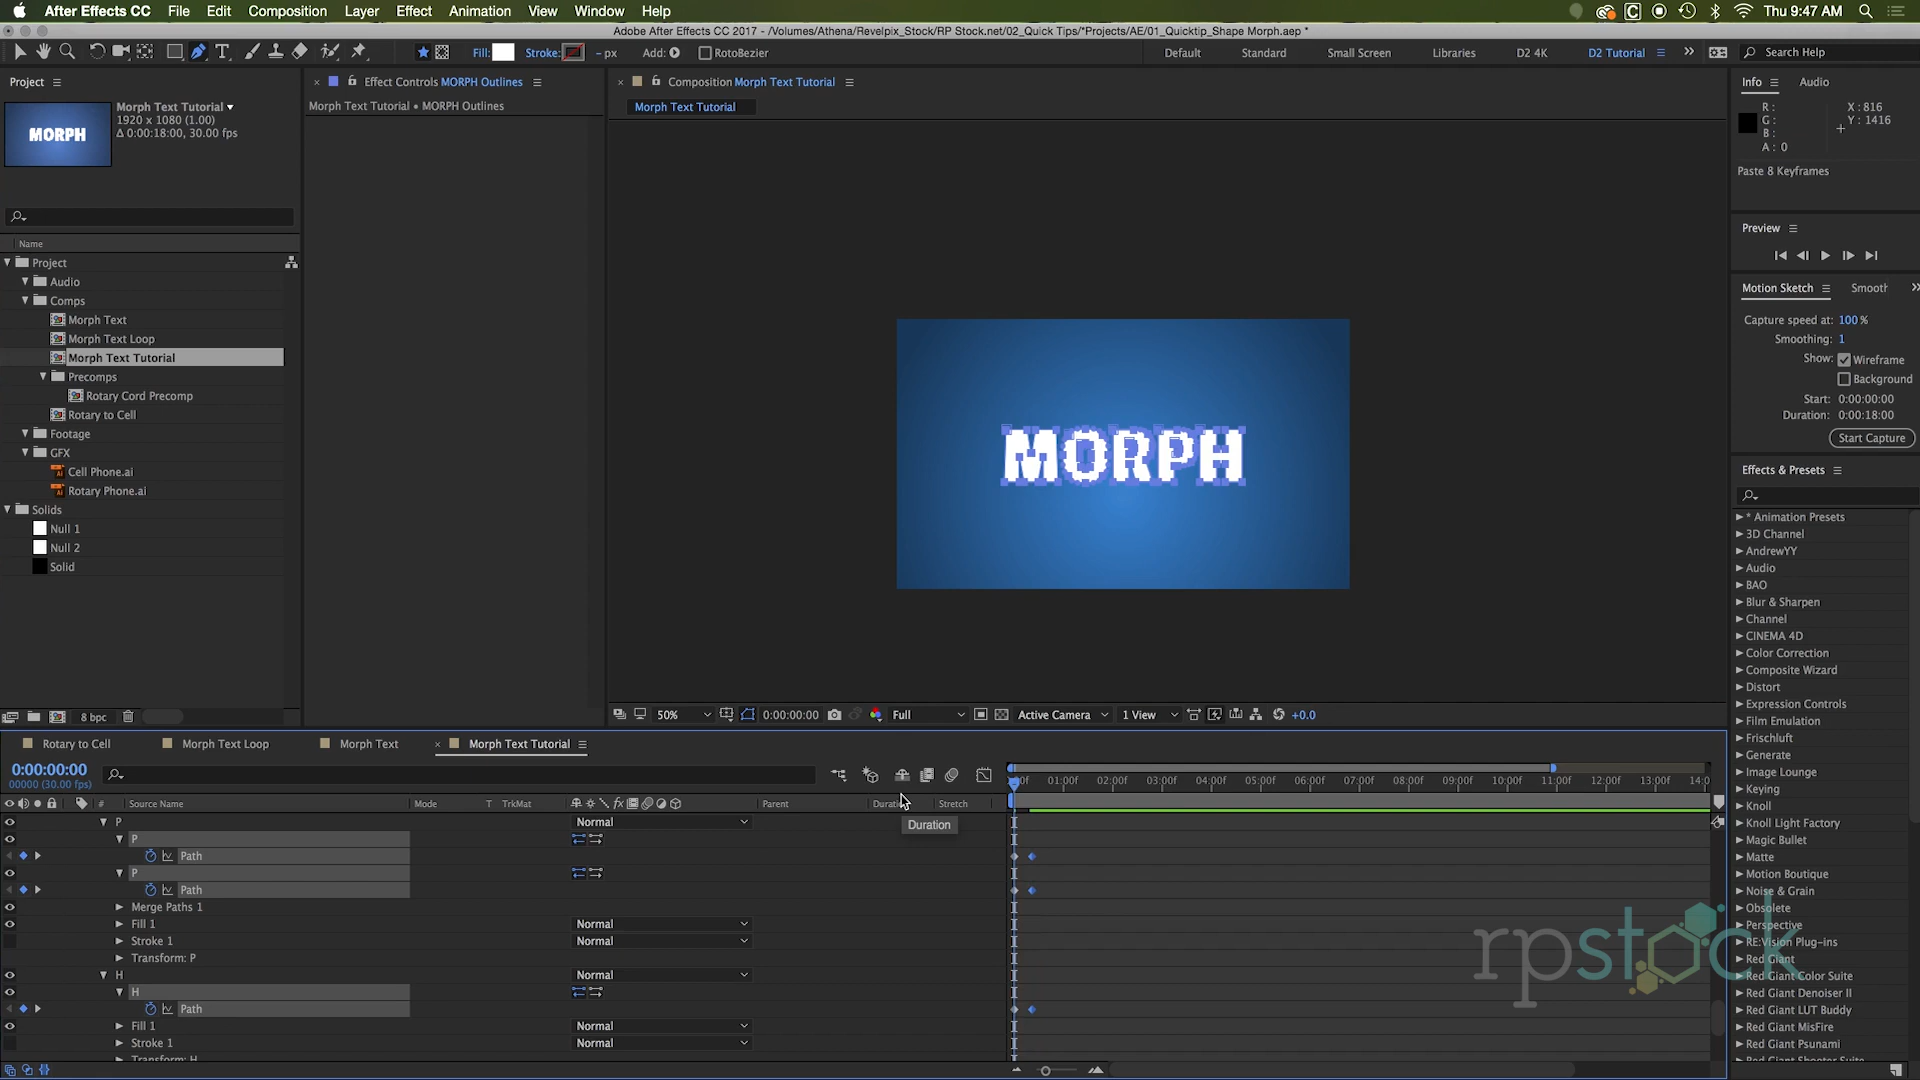 After Effects CC File Edit Composition Layer Effect Animation View Window Help Thu 9:47 AM
Adobe After Effects CC 2017 - /Volumes/Athena/Revelpix_Stock/RP Stock.net/02_Quick Tips/*Projects/AE/01_Quicktip_Shape Morph.aep *
Fill: Stroke: - px Add: RotoBezier Default Standard Small Screen Libraries D2 4K D2 Tutorial Search Help
Project
Effect Controls MORPH Outlines
Composition Morph Text Tutorial
Info Audio
Morph Text Tutorial
1920 x 1080 (1.00)
Δ 0:00:18:00, 30.00 fps
MORPH
Morph Text Tutorial • MORPH Outlines
Morph Text Tutorial
R :
G :
B :
A : 0
X : 816
Y : 1416
Paste 8 Keyframes
Name
Project
Audio
Comps
Morph Text
Morph Text Loop
Morph Text Tutorial
Precomps
Rotary Cord Precomp
Rotary to Cell
Footage
GFX
Cell Phone.ai
Rotary Phone.ai
Solids
Null 1
Null 2
Solid
8 bpc
MORPH
50% 0:00:00:00 Full Active Camera 1 View +0.0
Preview
Motion Sketch Smooth
Capture speed at: 100 %
Smoothing: 1
Show: Wireframe
Background
Start: 0:00:00:00
Duration: 0:00:18:00
Start Capture
Effects & Presets
* Animation Presets
3D Channel
AndrewYY
Audio
BAO
Blur & Sharpen
Channel
CINEMA 4D
Color Correction
Composite Wizard
Distort
Expression Controls
Film Emulation
Frischluft
Generate
Image Lounge
Keying
Knoll
Knoll Light Factory
Magic Bullet
Matte
Motion Boutique
Noise & Grain
Obsolete
Perspective
RE:Vision Plug-ins
Red Giant
Red Giant Color Suite
Red Giant Denoiser II
Red Giant LUT Buddy
Red Giant MisFire
Red Giant Psunami
Red Giant Shooter Suite
Rotary to Cell Morph Text Loop Morph Text Morph Text Tutorial
0:00:00:00
00000 (30.00 fps)
01:00f 02:00f 03:00f 04:00f 05:00f 06:00f 07:00f 08:00f 09:00f 10:00f 11:00f 12:00f 13:00f
# Source Name Mode T TrkMat Parent Duration Stretch
Duration
P Normal
P
Path
P
Path
Merge Paths 1
Fill 1 Normal
Stroke 1 Normal
Transform: P
H Normal
H
Path
Fill 1 Normal
Stroke 1 Normal
Transform: H
rpstock